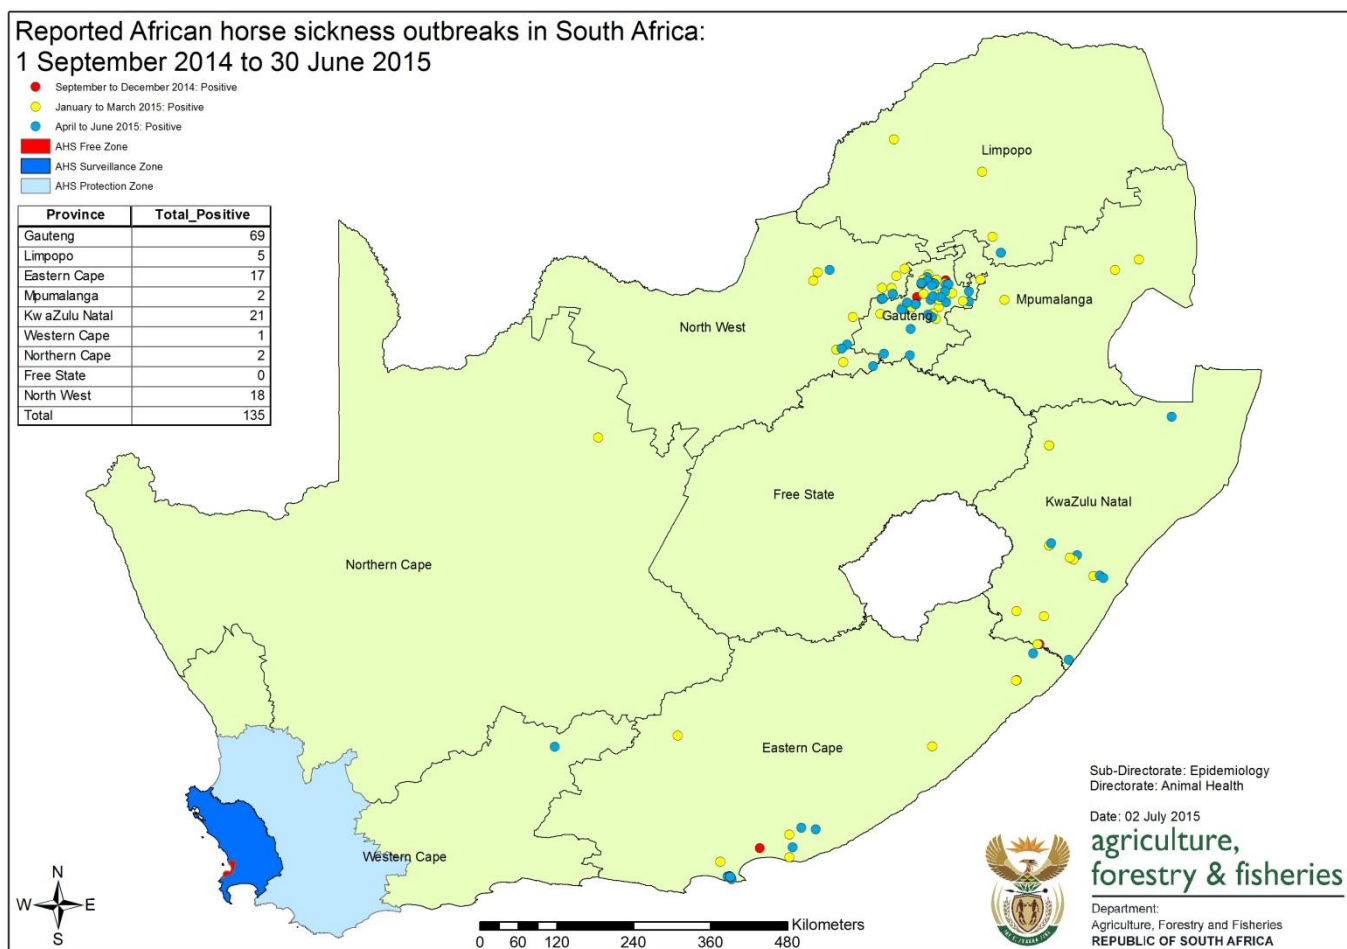 Reported African horse sickness outbreaks in South Africa:
1 September 2014 to 30 June 2015
September to December 2014: Positive
January to March 2015: Positive
April to June 2015: Positive
AHS Free Zone
AHS Surveillance Zone
AHS Protection Zone
Province Total_Positive
Gauteng 69
Limpopo 5
Eastern Cape 17
Mpumalanga 2
KwaZulu Natal 21
Western Cape 1
Northern Cape 2
Free State 0
North West 18
Total 135
Limpopo
Mpumalanga
North West
Gauteng
Free State
KwaZulu Natal
Northern Cape
Eastern Cape
Western Cape
Sub-Directorate: Epidemiology
Directorate: Animal Health
Date: 02 July 2015
agriculture,
forestry & fisheries
Department:
Agriculture, Forestry and Fisheries
REPUBLIC OF SOUTH AFRICA
N
W E
S
Kilometers
0 60 120 240 360 480